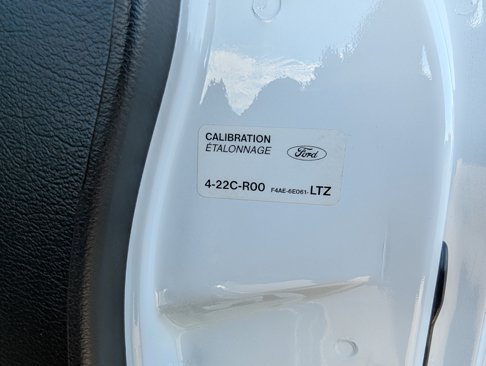 CALIBRATION
ÉTALONNAGE
Ford
4-22C-R00 F4AE-6E061-LTZ